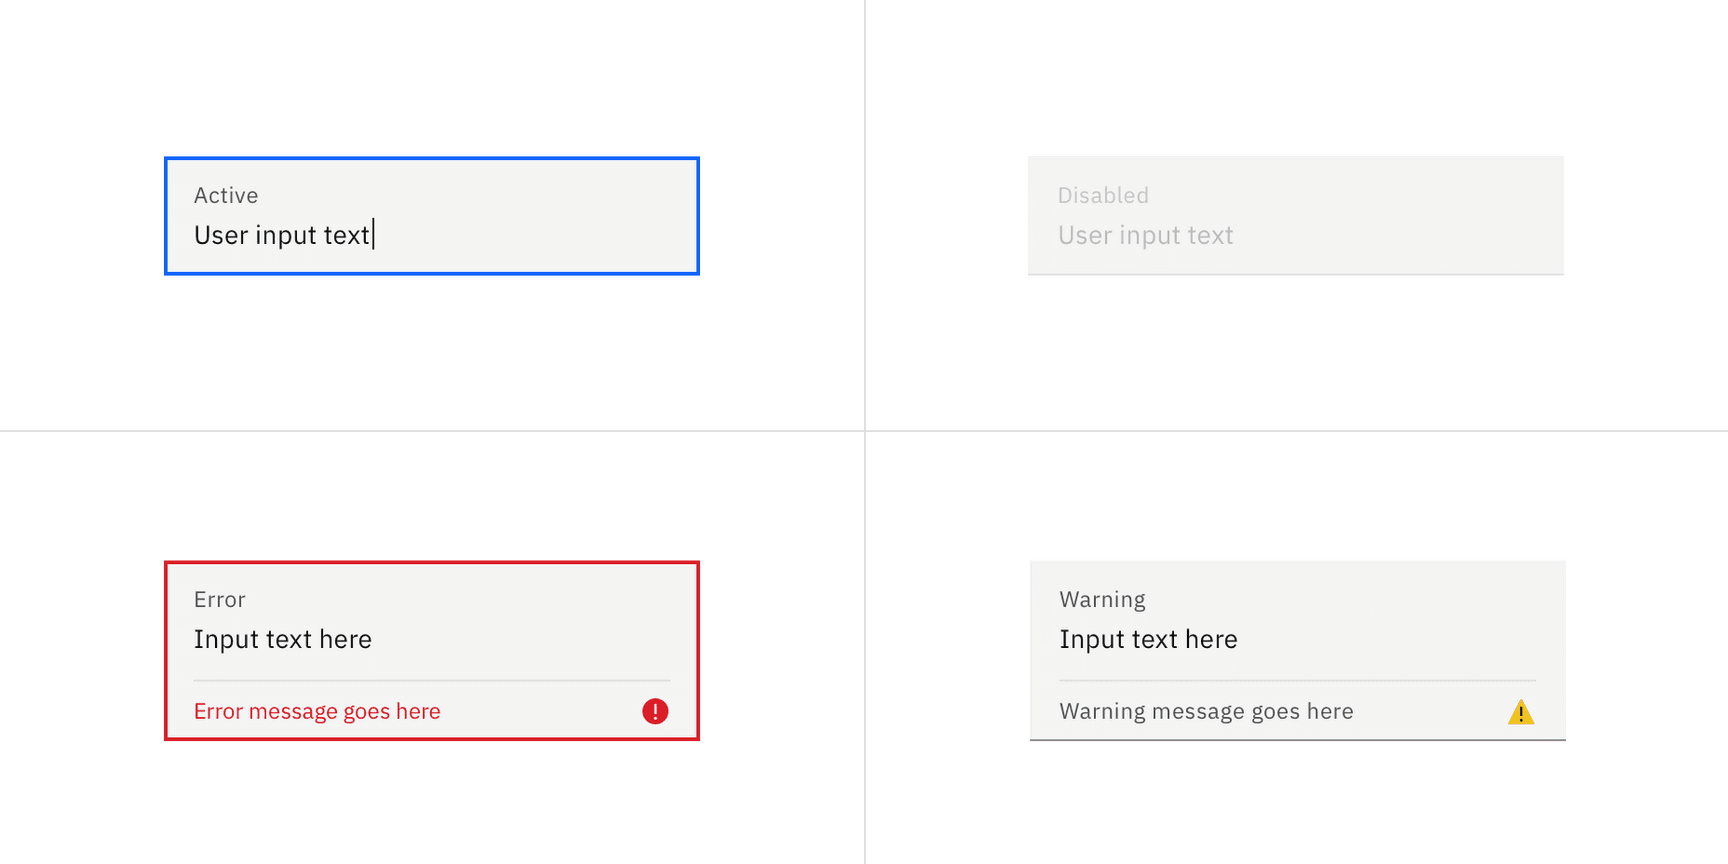 Active
User input text
Disabled
User input text
Error
Input text here
Error message goes here
Warning
Input text here
Warning message goes here